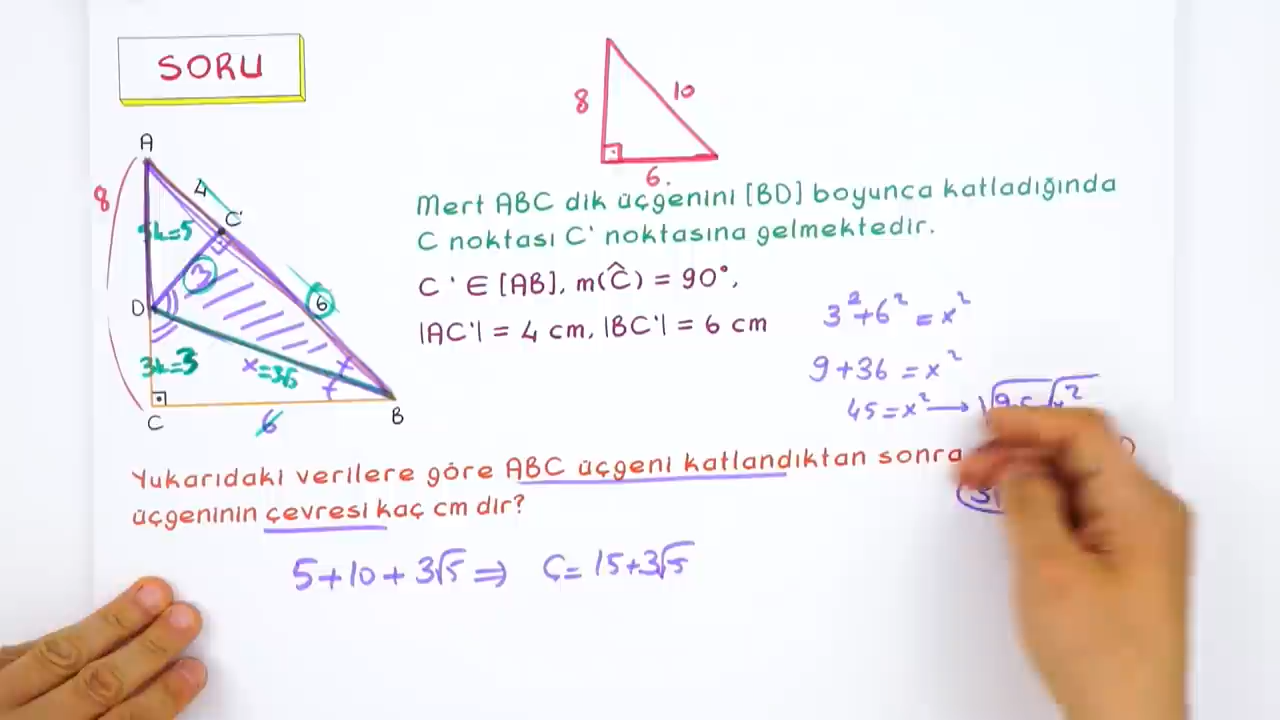 SORU
8
10
6.
A
8
4
C'
5k=5
3
D
6
3k=3
x=3√5
C
6
B
Mert ABC dik üçgenini [BD] boyunca katladığında
C noktası C' noktasına gelmektedir.
C' ∈ [AB], m(Ĉ) = 90°,
|AC'| = 4 cm, |BC'| = 6 cm
3²+6² = x²
9+36 = x²
45 = x² →
Yukarıdaki verilere göre ABC üçgeni katlandıktan sonra
üçgeninin çevresi kaç cm dir?
5+10+3√5 ⇒ Ç= 15+3√5